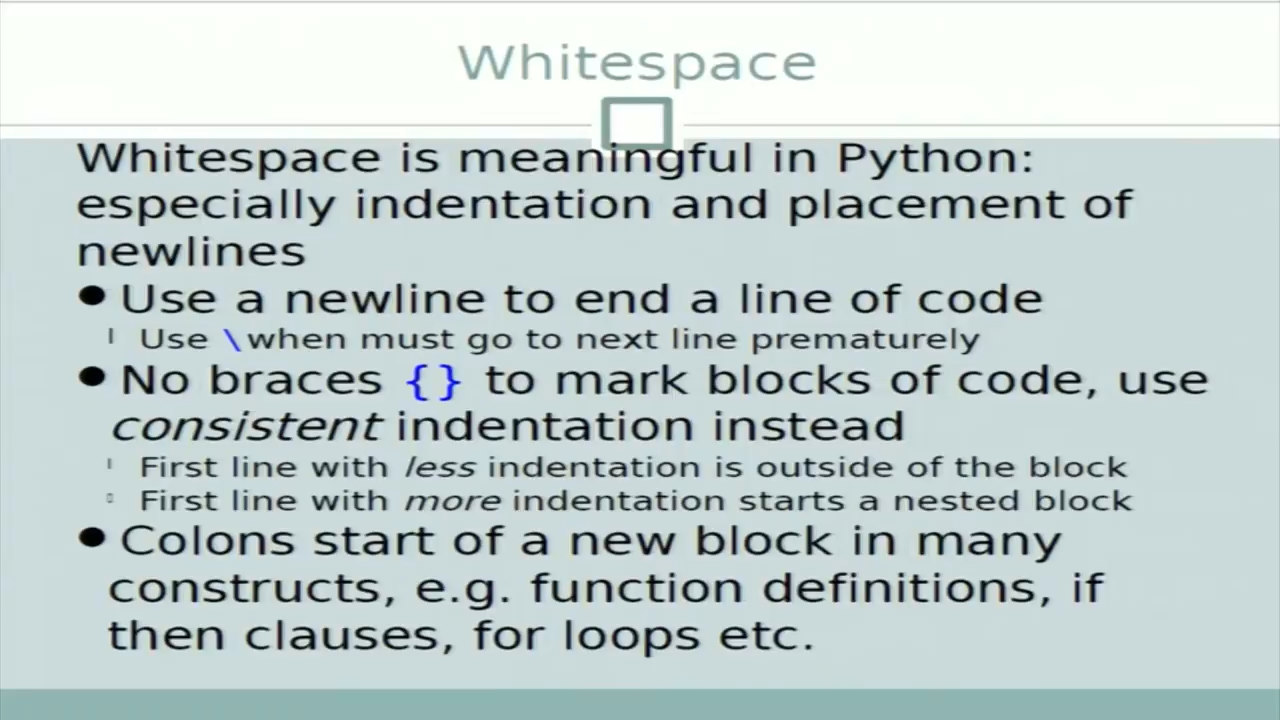 Whitespace
Whitespace is meaningful in Python:
especially indentation and placement of
newlines
● Use a newline to end a line of code
Use \ when must go to next line prematurely
● No braces {} to mark blocks of code, use
consistent indentation instead
First line with less indentation is outside of the block
First line with more indentation starts a nested block
● Colons start of a new block in many
constructs, e.g. function definitions, if
then clauses, for loops etc.